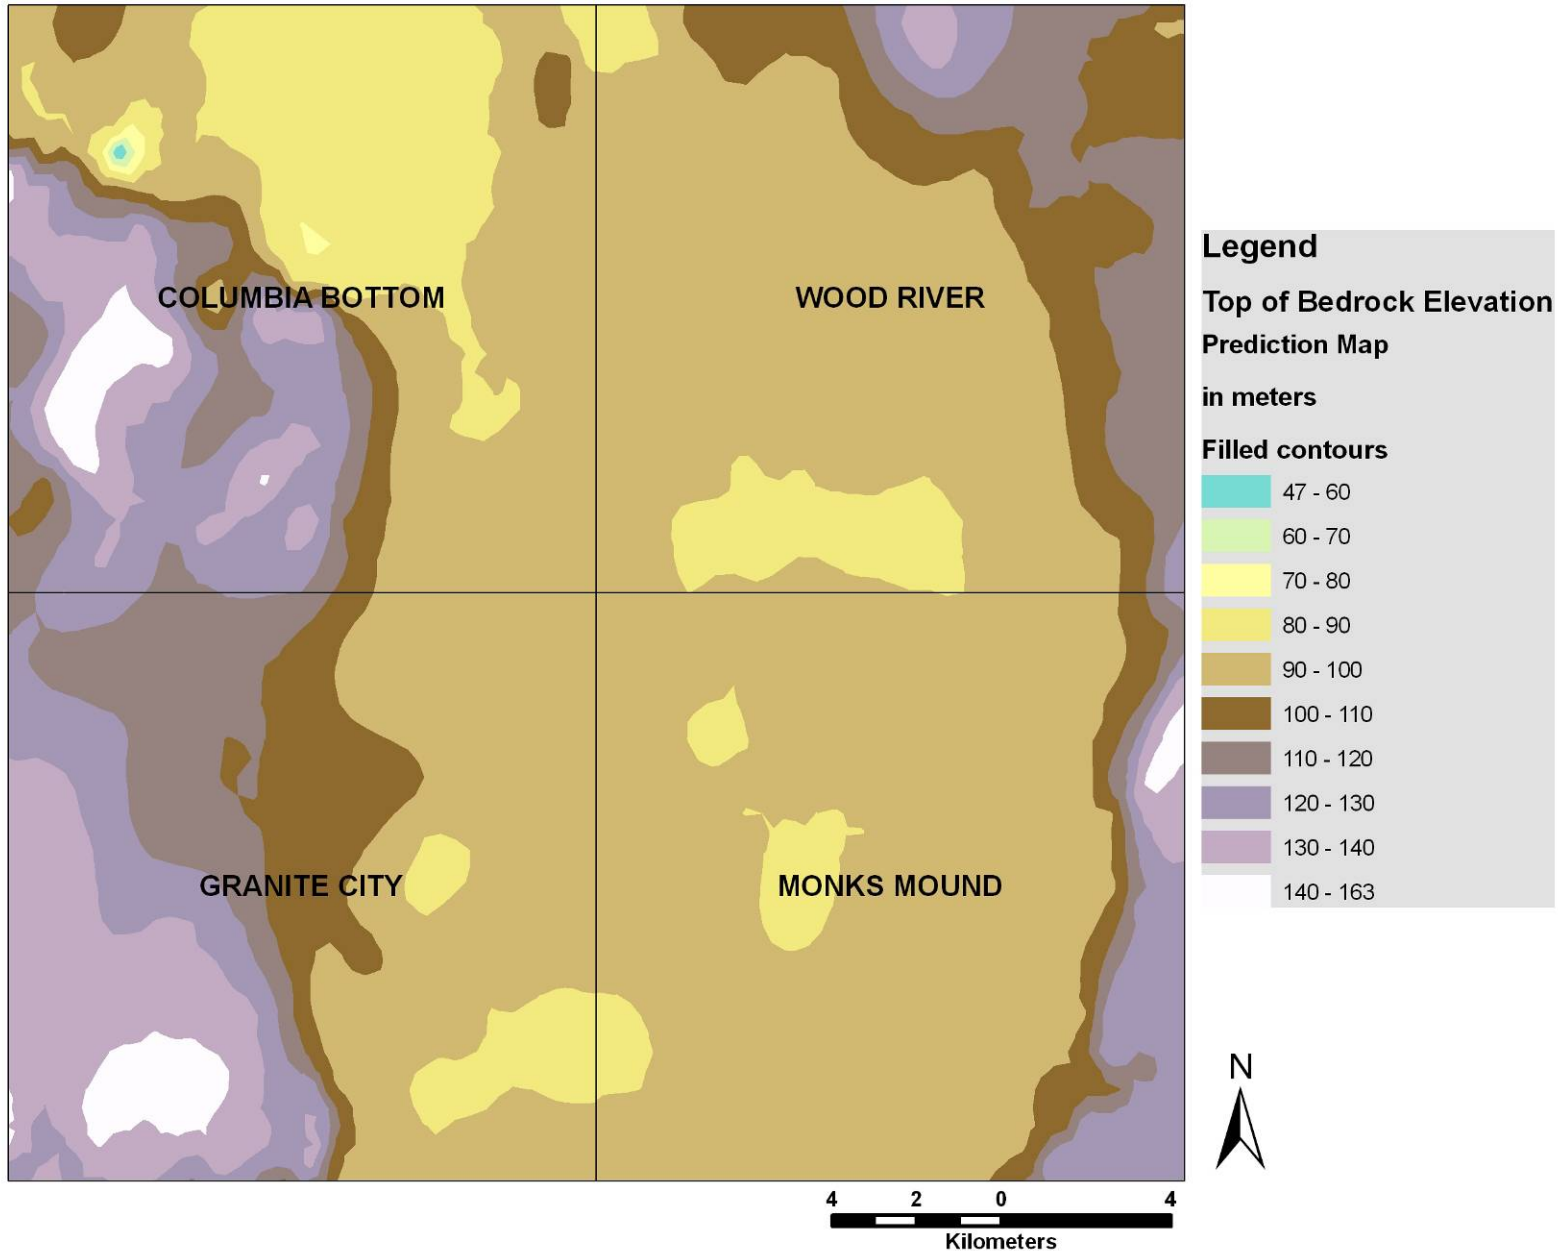 COLUMBIA BOTTOM
WOOD RIVER
GRANITE CITY
MONKS MOUND
Legend
Top of Bedrock Elevation
Prediction Map
in meters
Filled contours
47 - 60
60 - 70
70 - 80
80 - 90
90 - 100
100 - 110
110 - 120
120 - 130
130 - 140
140 - 163
N
4 2 0 4
Kilometers